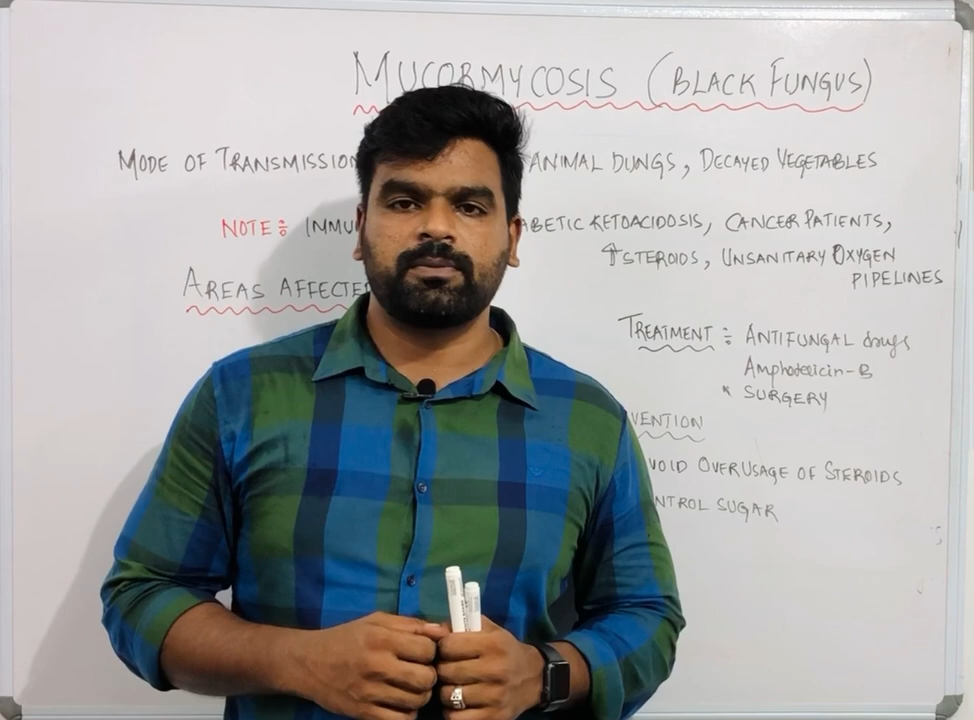 MUCORMYCOSIS (BLACK FUNGUS)
MODE OF TRANSMISSION ANIMAL DUNGS, DECAYED VEGETABLES
NOTE÷ IMMU ABETIC KETOACIDOSIS, CANCER PATIENTS,
↑STEROIDS, UNSANITARY OXYGEN
PIPELINES
AREAS AFFECTE
TREATMENT ÷ ANTIFUNGAL drugs
Amphotericin-B
* SURGERY
VENTION
VOID OVERUSAGE OF STEROIDS
NTROL SUGAR